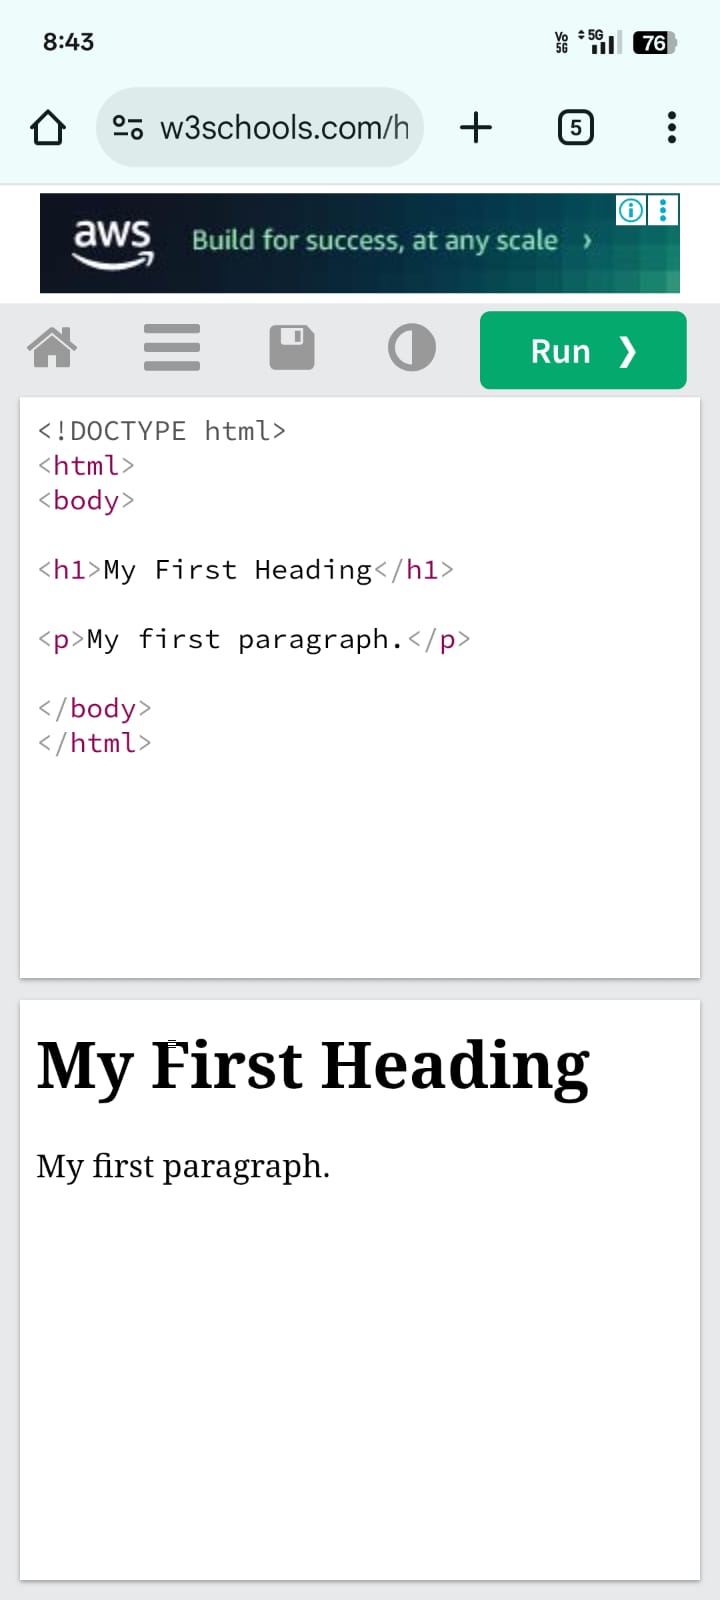 8:43
Vo 5G
5G
76
w3schools.com/h
5
aws
Build for success, at any scale ›
Run ❯
<!DOCTYPE html>
<html>
<body>
<h1>My First Heading</h1>
<p>My first paragraph.</p>
</body>
</html>
My First Heading
My first paragraph.